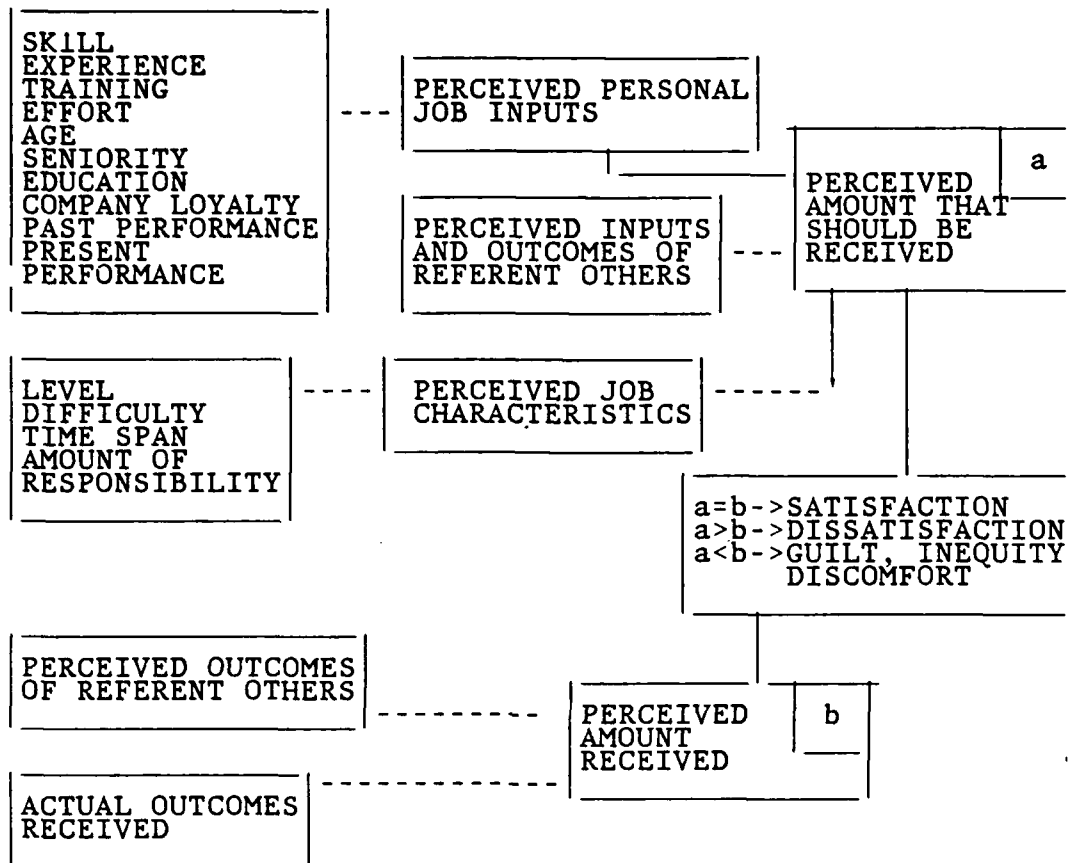 SKILL
EXPERIENCE
TRAINING
EFFORT
AGE
SENIORITY
EDUCATION
COMPANY LOYALTY
PAST PERFORMANCE
PRESENT
PERFORMANCE
PERCEIVED PERSONAL
JOB INPUTS
PERCEIVED INPUTS
AND OUTCOMES OF
REFERENT OTHERS
a
PERCEIVED
AMOUNT THAT
SHOULD BE
RECEIVED
LEVEL
DIFFICULTY
TIME SPAN
AMOUNT OF
RESPONSIBILITY
PERCEIVED JOB
CHARACTERISTICS
a=b->SATISFACTION
a>b->DISSATISFACTION
a<b->GUILT, INEQUITY
DISCOMFORT
PERCEIVED OUTCOMES
OF REFERENT OTHERS
ACTUAL OUTCOMES
RECEIVED
PERCEIVED
AMOUNT
RECEIVED
b